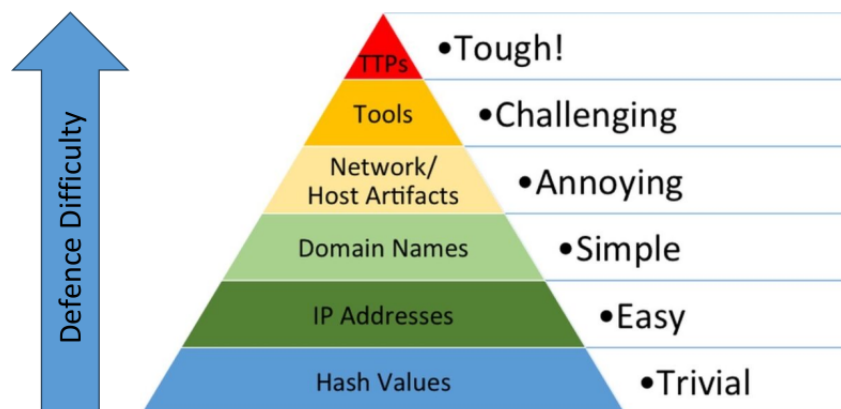 TTPs
•Tough!
Tools
•Challenging
Network/
Host Artifacts
•Annoying
Domain Names
•Simple
IP Addresses
•Easy
Hash Values
•Trivial
Defence Difficulty